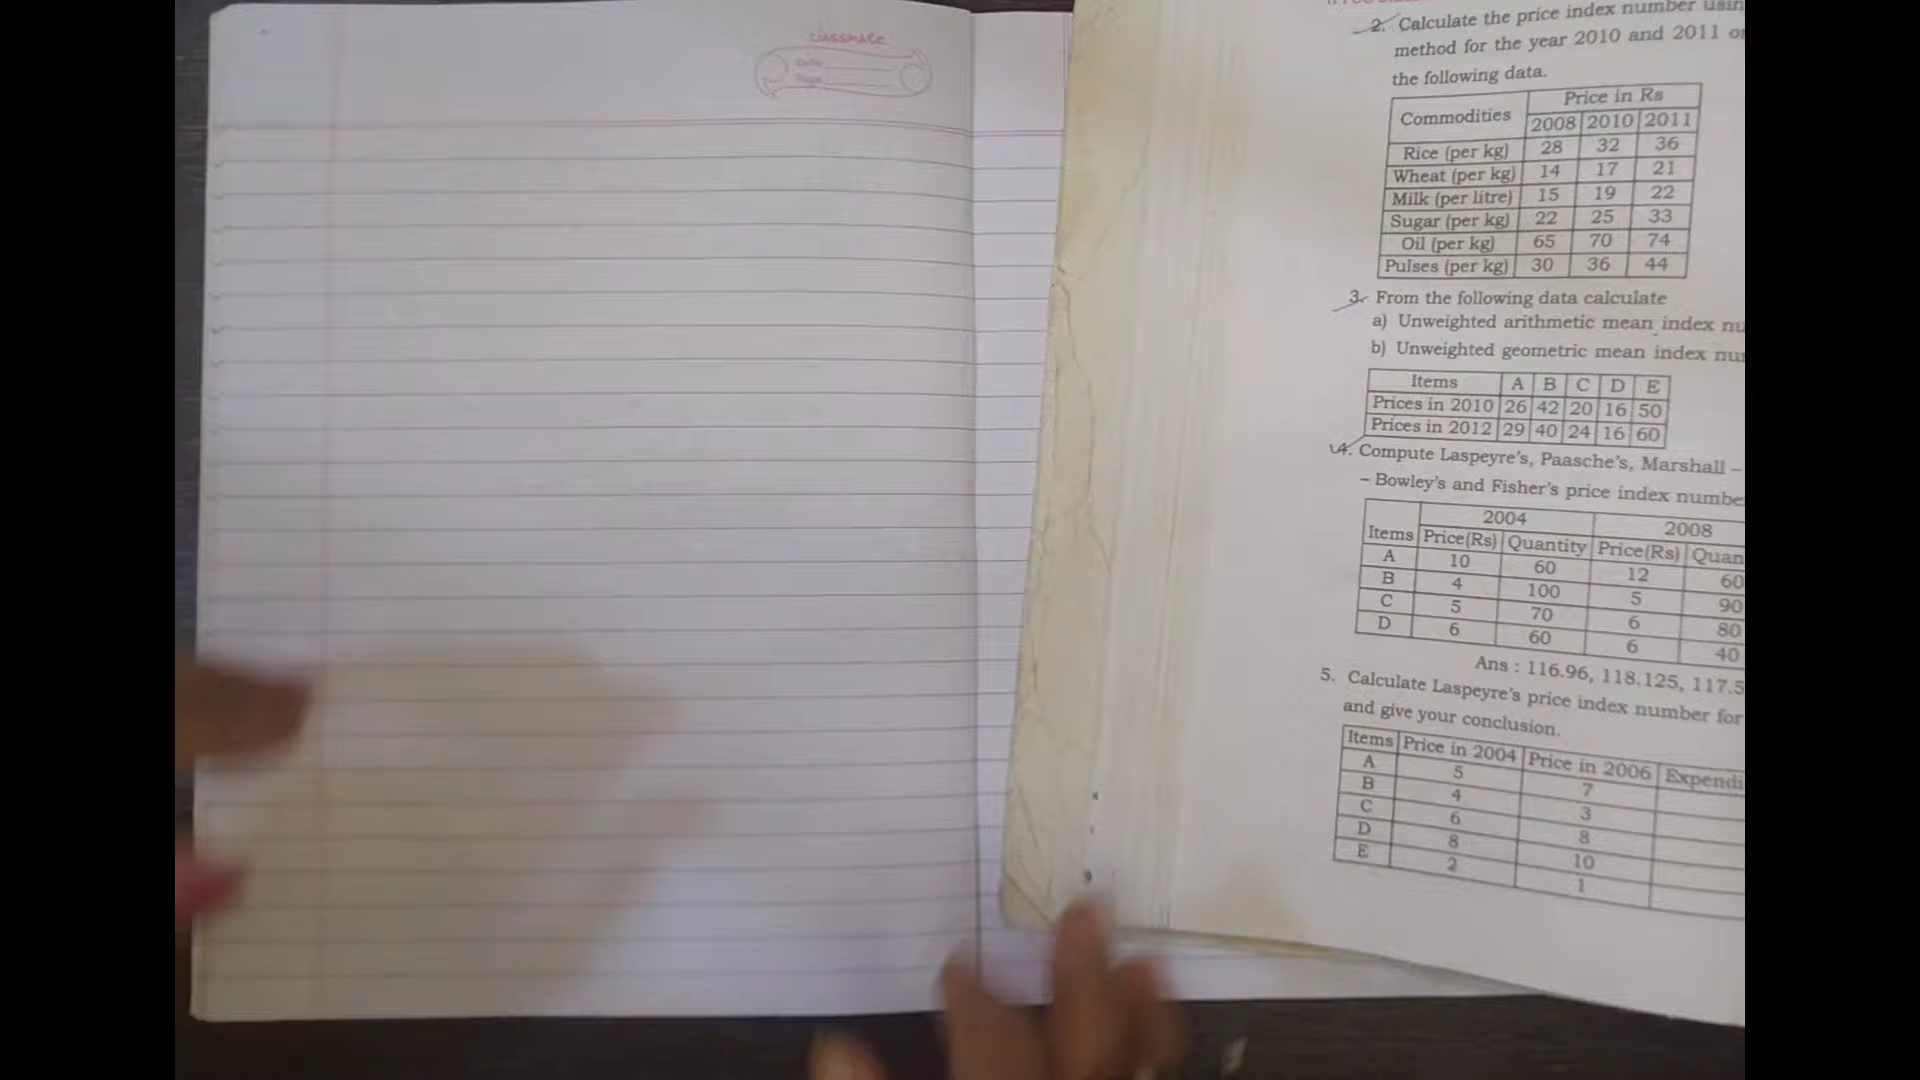 classmate
Date
Page
2. Calculate the price index number
method for the year 2010 and 2011
the following data.
Commodities Price in Rs
2008 2010 2011
Rice (per kg) 28 32 36
Wheat (per kg) 14 17 21
Milk (per litre) 15 19 22
Sugar (per kg) 22 25 33
Oil (per kg) 65 70 74
Pulses (per kg) 30 36 44
3. From the following data calculate
a) Unweighted arithmetic mean index
b) Unweighted geometric mean index
Items A B C D E
Prices in 2010 26 42 20 16 50
Prices in 2012 29 40 24 16 60
4. Compute Laspeyre's, Paasche's, Marshall –
– Bowley's and Fisher's price index
2004 2008
Items Price(Rs) Quantity Price(Rs)
A 10 60 12 60
B 4 100 5 90
C 5 70 6 80
D 6 60 6 40
Ans : 116.96, 118.125, 117.5
5. Calculate Laspeyre's price index number for
and give your conclusion.
Items Price in 2004 Price in 2006
A 5 7
B 4 3
C 6 8
D 8 10
E 2 1